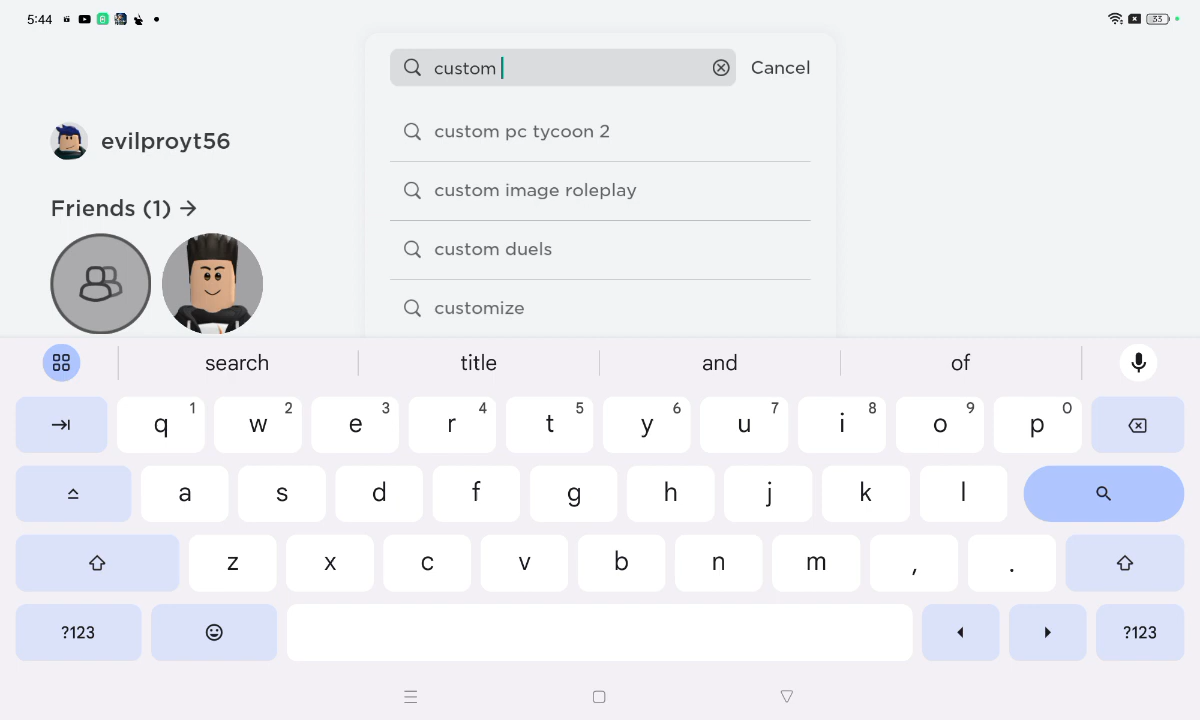 5:44
33
custom
Cancel
custom pc tycoon 2
evilproyt56
custom image roleplay
Friends (1) →
custom duels
customize
search title and of
q 1 w 2 e 3 r 4 t 5 y 6 u 7 i 8 o 9 p 0
a s d f g h j k l
z x c v b n m , .
?123 ?123